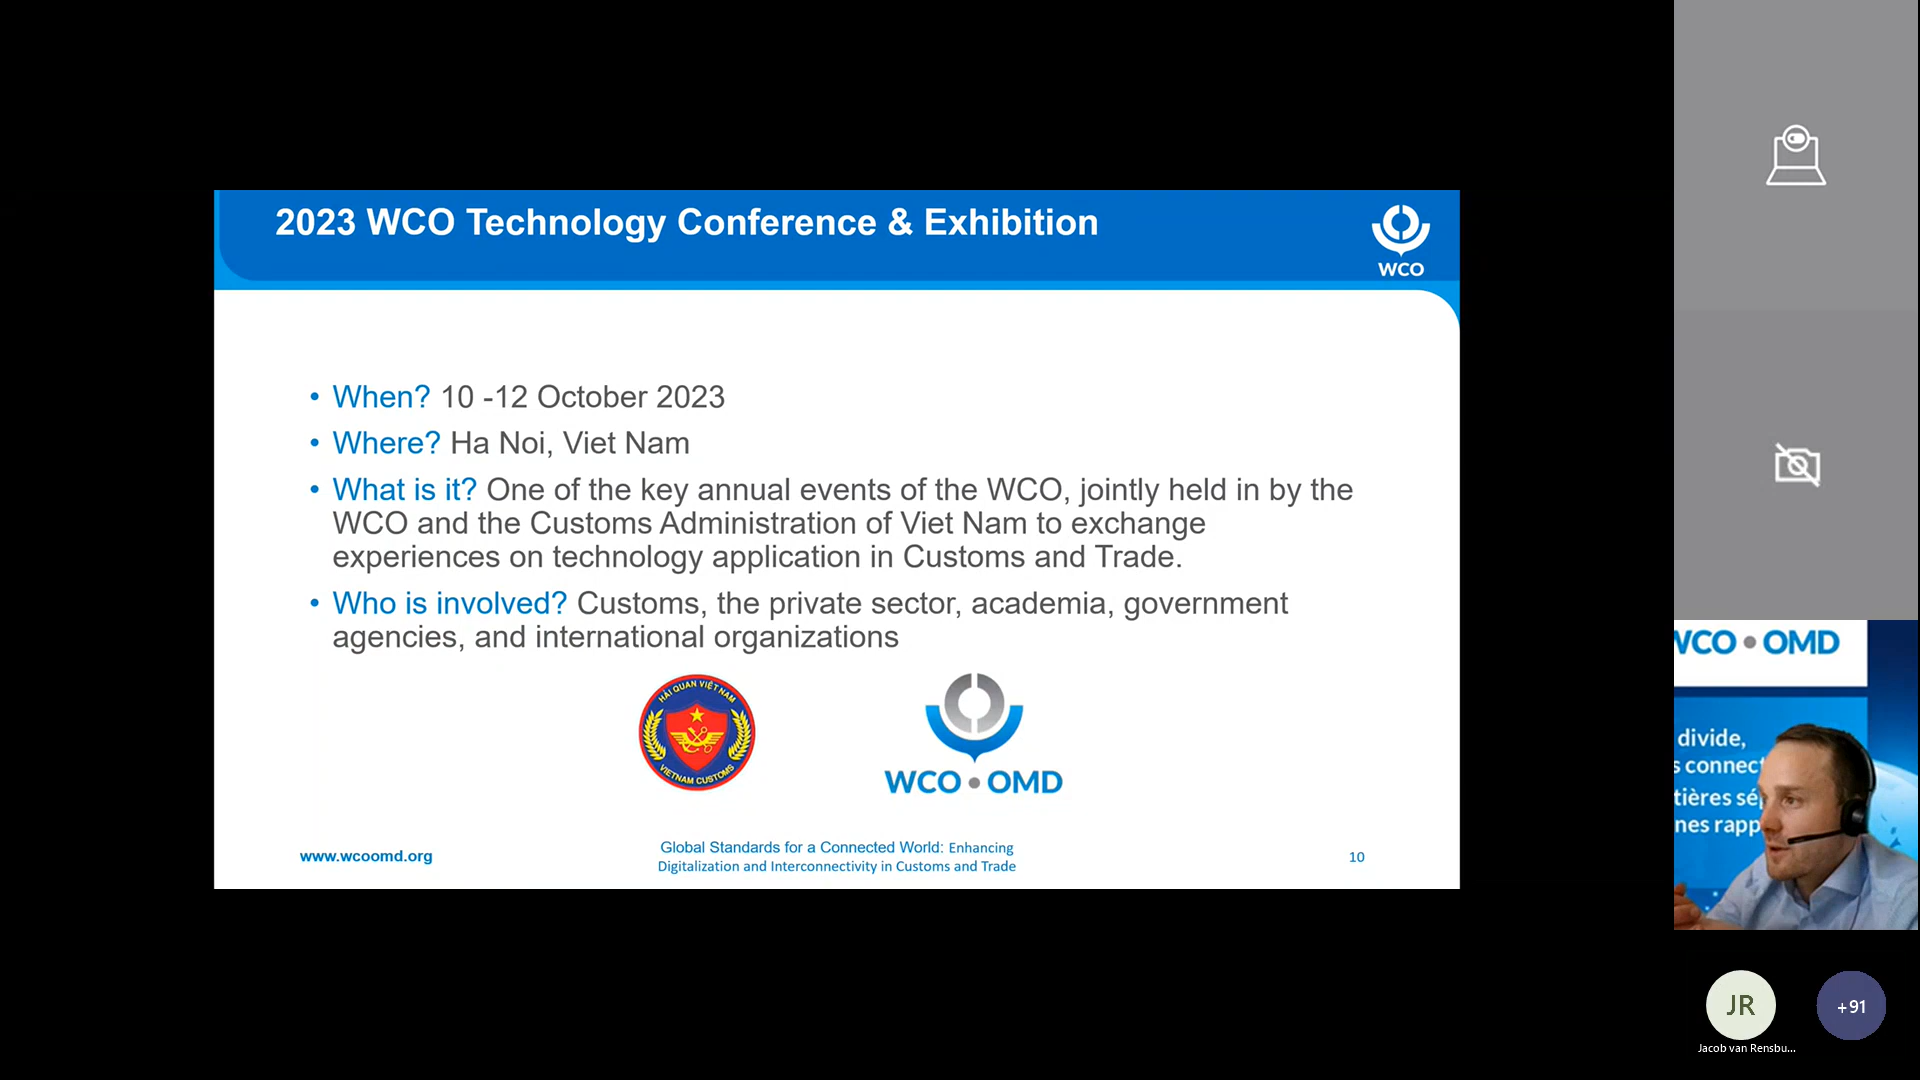 2023 WCO Technology Conference & Exhibition
WCO
• When? 10 -12 October 2023
• Where? Ha Noi, Viet Nam
• What is it? One of the key annual events of the WCO, jointly held in by the
WCO and the Customs Administration of Viet Nam to exchange
experiences on technology application in Customs and Trade.
• Who is involved? Customs, the private sector, academia, government
agencies, and international organizations
HẢI QUAN VIỆT NAM
VIETNAM CUSTOMS
WCO • OMD
www.wcoomd.org
Global Standards for a Connected World: Enhancing
Digitalization and Interconnectivity in Customs and Trade
10
WCO • OMD
divide,
s connect
tières sé
nes rapp
JR
+91
Jacob van Rensbu...